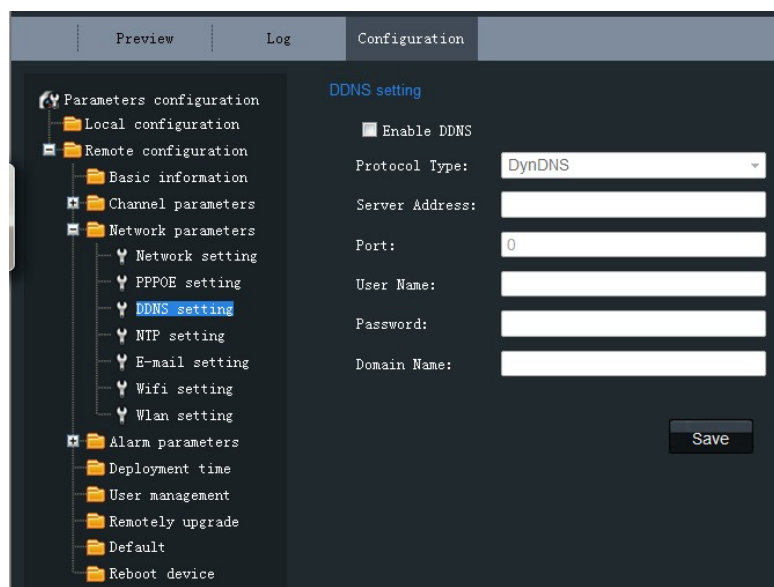 Preview Log Configuration
Parameters configuration
Local configuration
Remote configuration
Basic information
Channel parameters
Network parameters
Network setting
PPPOE setting
DDNS setting
NTP setting
E-mail setting
Wifi setting
Wlan setting
Alarm parameters
Deployment time
User management
Remotely upgrade
Default
Reboot device
DDNS setting
Enable DDNS
Protocol Type: DynDNS
Server Address:
Port: 0
User Name:
Password:
Domain Name:
Save